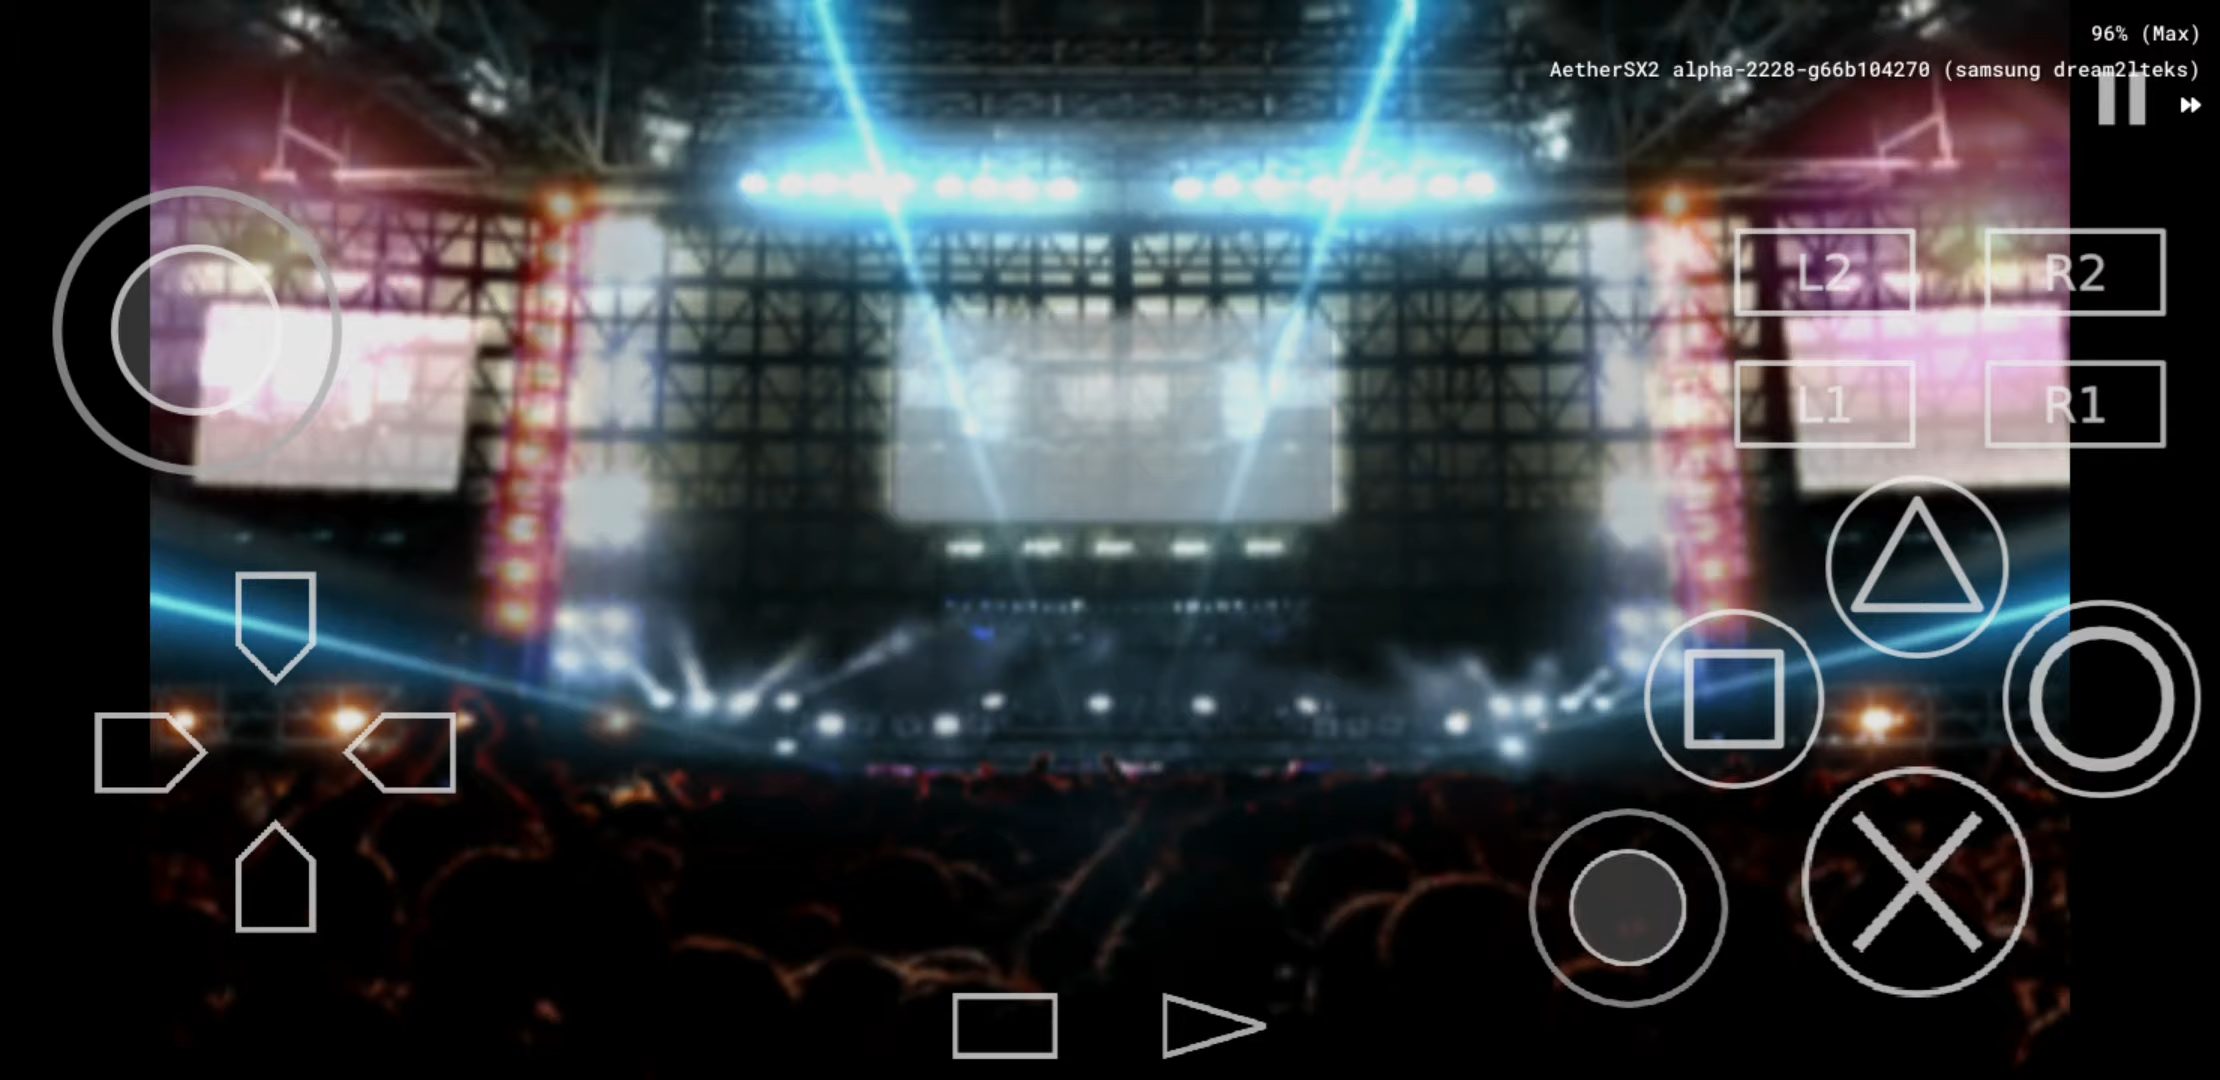 96% (Max)
AetherSX2 alpha-2228-g66b104270 (samsung dream2lteks)
L2 R2
L1 R1